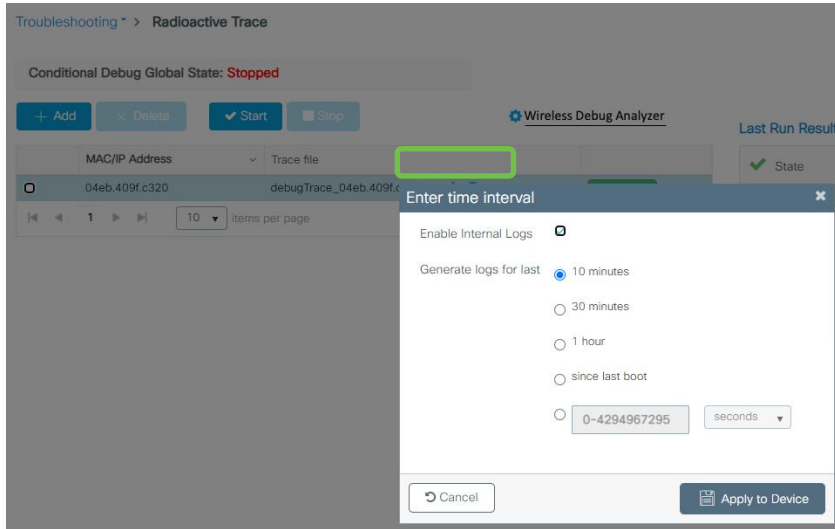 Troubleshooting > Radioactive Trace
Conditional Debug Global State: Stopped
+ Add
× Delete
✔ Start
Stop
Wireless Debug Analyzer
Last Run Result
State
MAC/IP Address
Trace file
04eb.409f.c320
debugTrace_04eb.409f.c
1
10
items per page
Enter time interval
Enable Internal Logs
Generate logs for last
10 minutes
30 minutes
1 hour
since last boot
0-4294967295 seconds
Cancel
Apply to Device